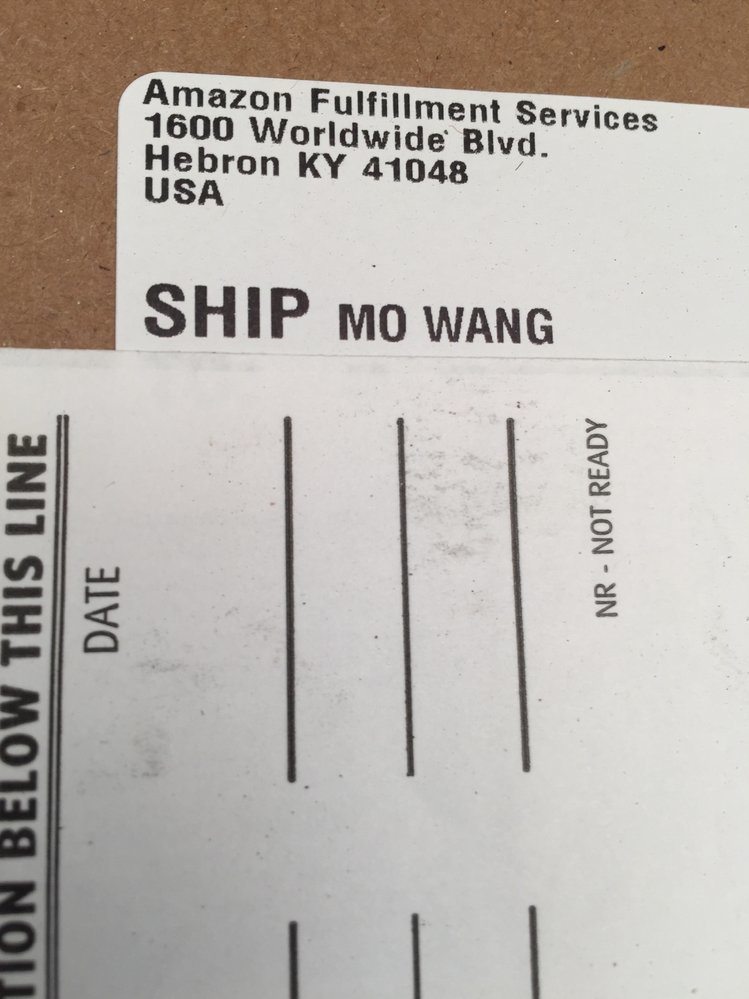 Amazon Fulfillment Services
1600 Worldwide Blvd.
Hebron KY 41048
USA
SHIP MO WANG
BELOW THIS LINE
DATE
NR - NOT READY